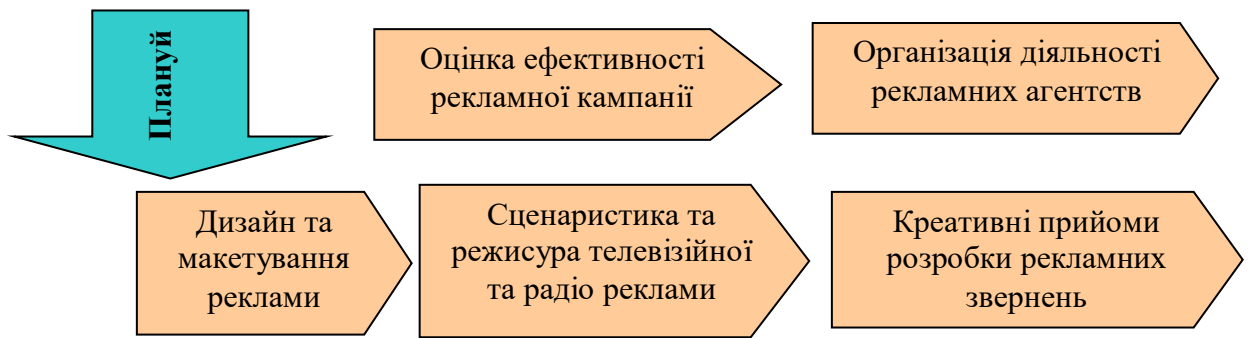 Плануй
Оцінка ефективності
рекламної кампанії
Організація діяльності
рекламних агентств
Дизайн та
макетування
реклами
Сценаристика та
режисура телевізійної
та радіо реклами
Креативні прийоми
розробки рекламних
звернень